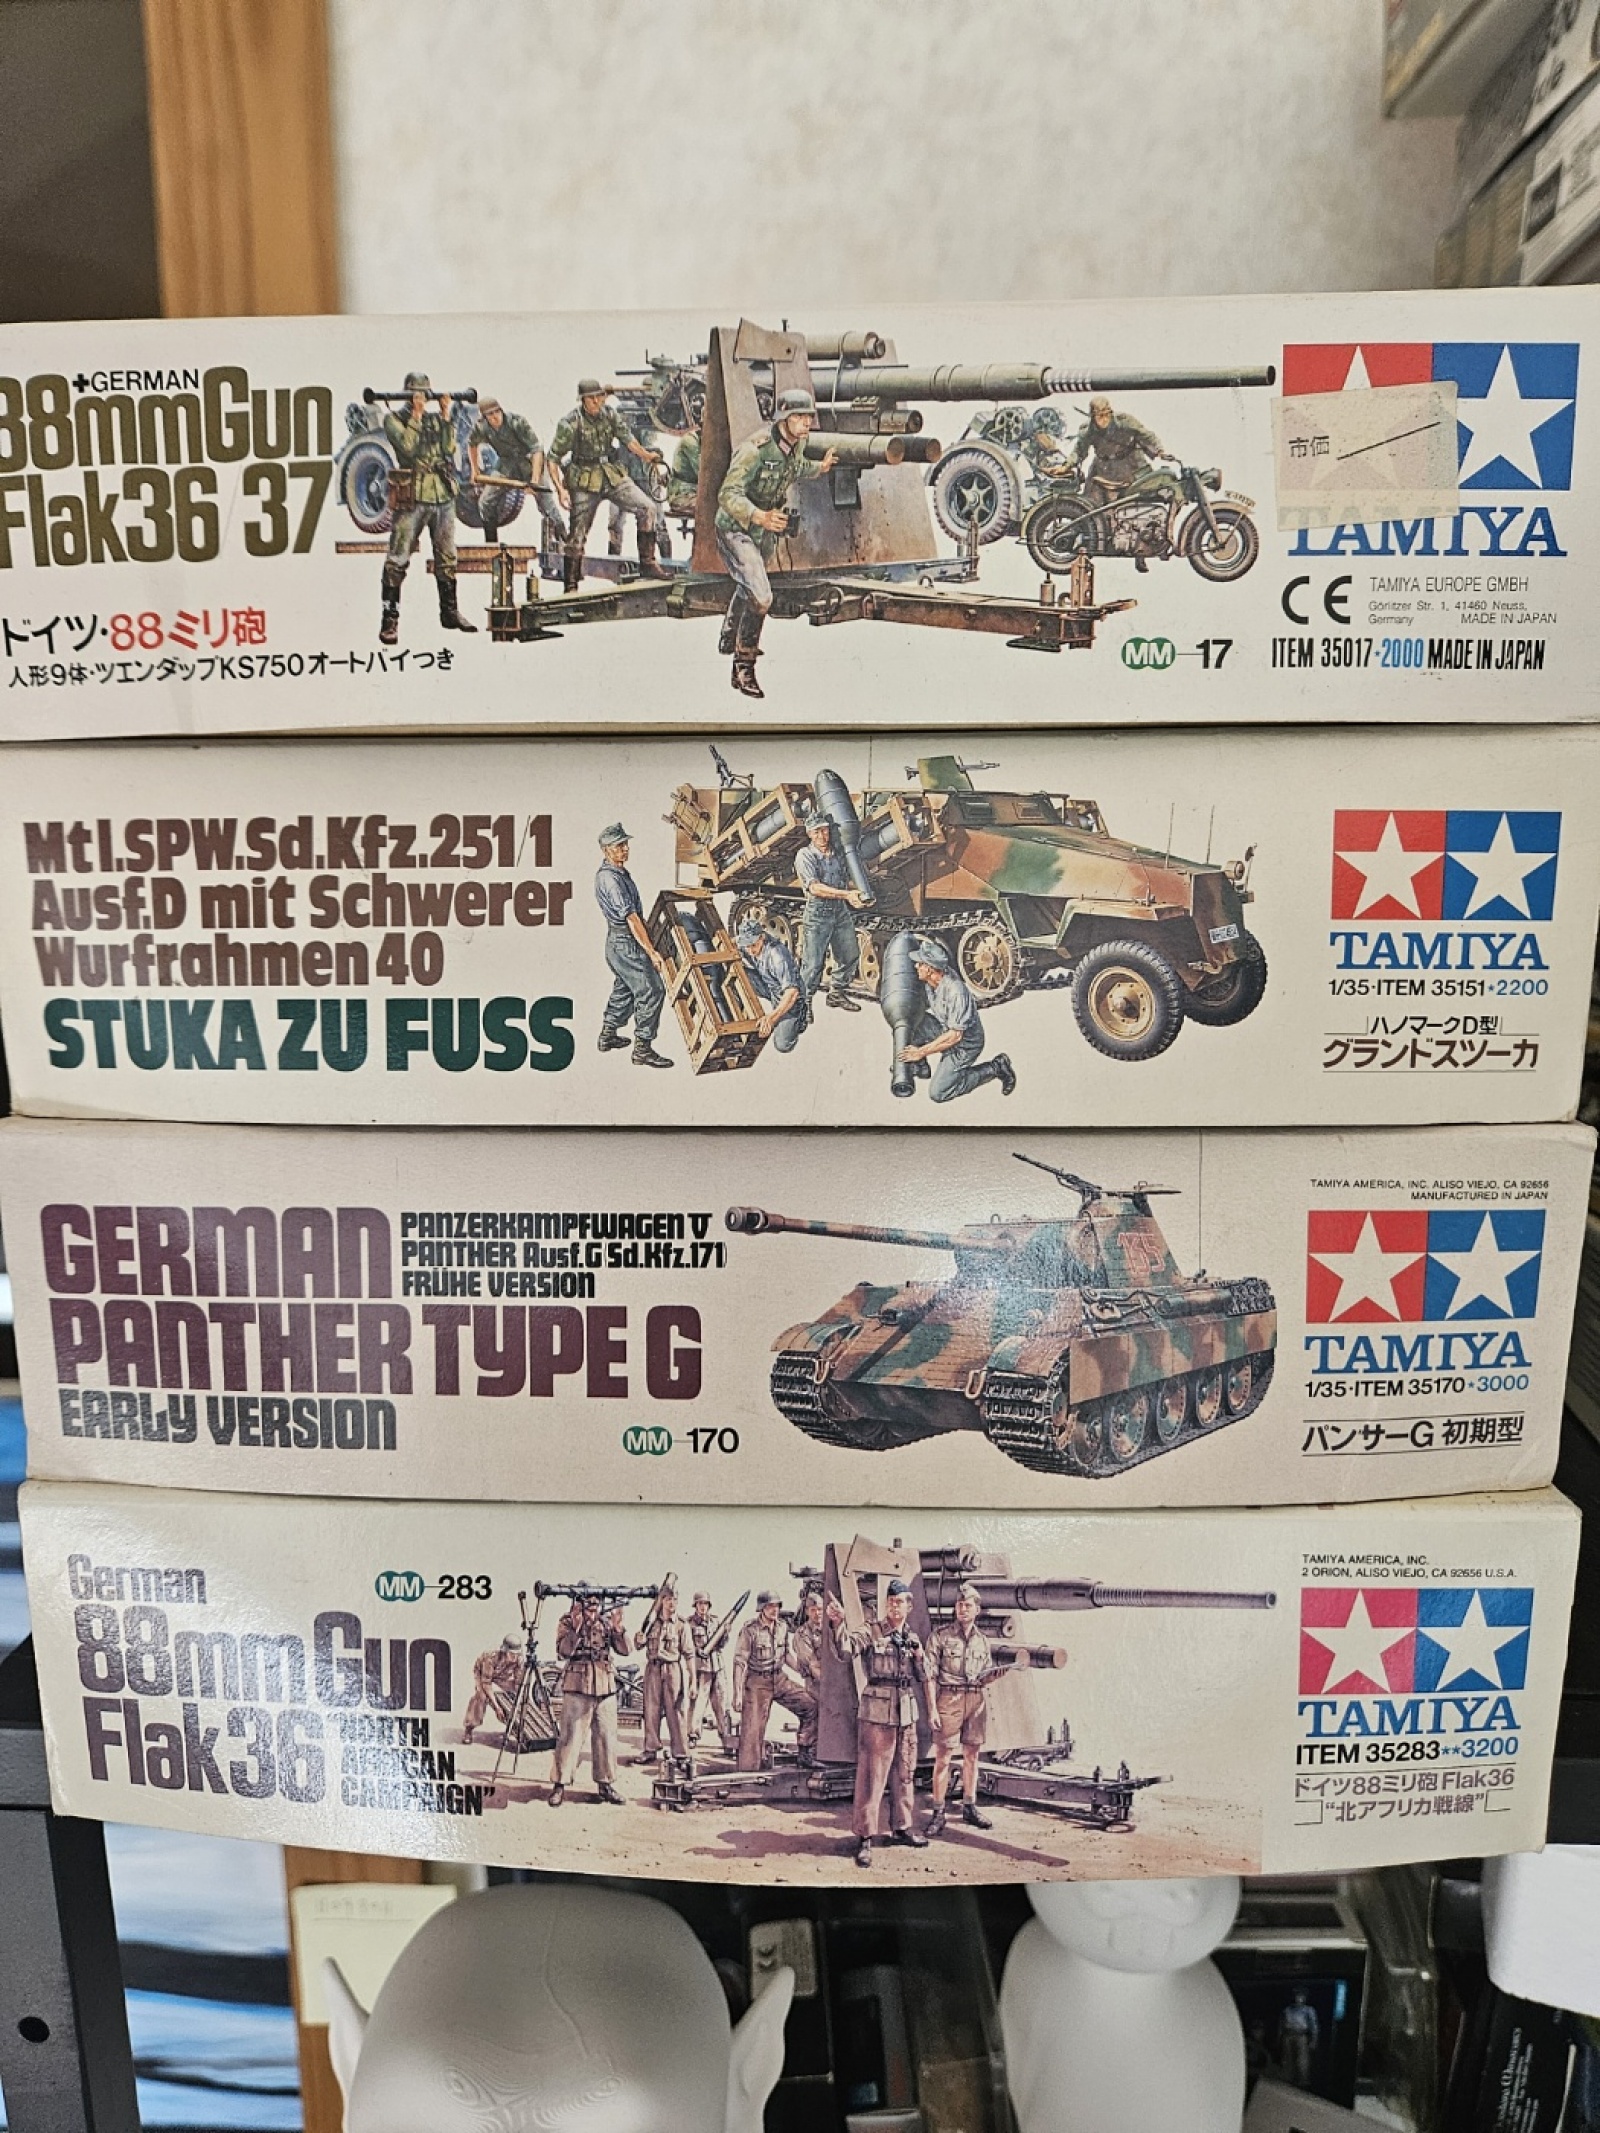 GERMAN
88mmGun
Flak36/37
ドイツ・88ミリ砲
人形9体・ツエンダップKS750オートバイつき
MM 17
市価
TAMIYA
CE
TAMIYA EUROPE GMBH
Görlitzer Str. 1, 41460 Neuss,
Germany MADE IN JAPAN
ITEM 35017★2000 MADE IN JAPAN
Mtl.SPW.Sd.Kfz.251/1
Ausf.D mit Schwerer
Wurfrahmen 40
STUKA ZU FUSS
TAMIYA
1/35・ITEM 35151★2200
ハノマークD型
グランドスツーカ
GERMAN
PANZERKAMPFWAGEN V
PANTHER Ausf.G (Sd.Kfz.171)
FRÜHE VERSION
PANTHER TYPE G
EARLY VERSION
MM 170
135
TAMIYA AMERICA, INC. ALISO VIEJO, CA 92656
MANUFACTURED IN JAPAN
TAMIYA
1/35・ITEM 35170★3000
パンサーG 初期型
German
88mm Gun
Flak36
"NORTH
AFRICAN
CAMPAIGN"
MM 283
TAMIYA AMERICA, INC.
2 ORION, ALISO VIEJO, CA 92656 U.S.A.
TAMIYA
ITEM 35283★★3200
ドイツ88ミリ砲 Flak36
"北アフリカ戦線"